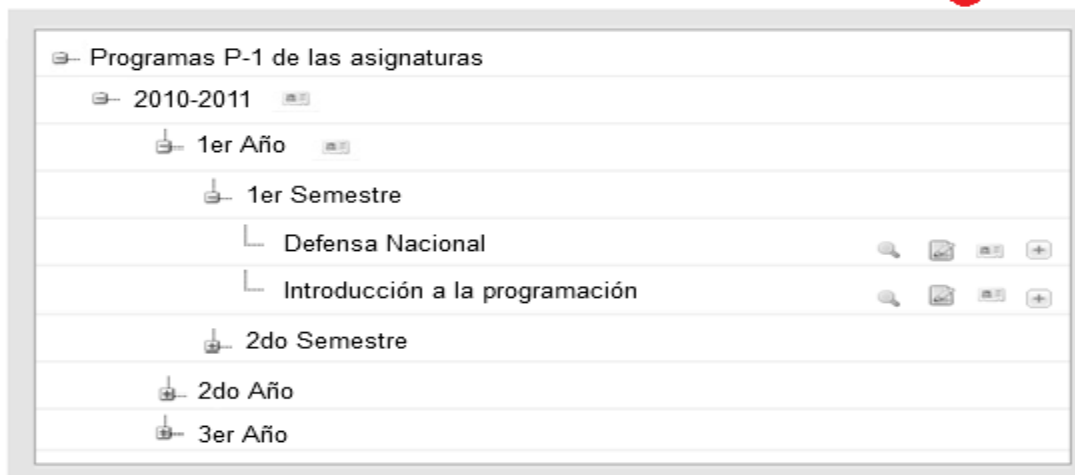 Programas P-1 de las asignaturas
2010-2011
1er Año
1er Semestre
Defensa Nacional
Introducción a la programación
2do Semestre
2do Año
3er Año